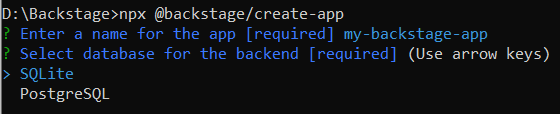 D:\Backstage>npx @backstage/create-app
? Enter a name for the app [required] my-backstage-app
? Select database for the backend [required] (Use arrow keys)
> SQLite
  PostgreSQL